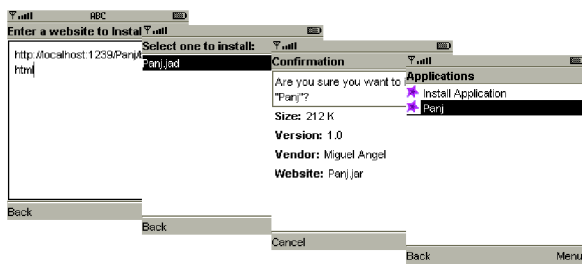 ABC
Enter a website to Instal
http://localhost:1239/Panj/
html
Back
Select one to install:
Panj.jad
Back
Confirmation
Are you sure you want to i
"Panj"?
Size: 212 K
Version: 1.0
Vendor: Miguel Angel
Website: Panj.jar
Cancel
Applications
Install Application
Panj
Back Menu